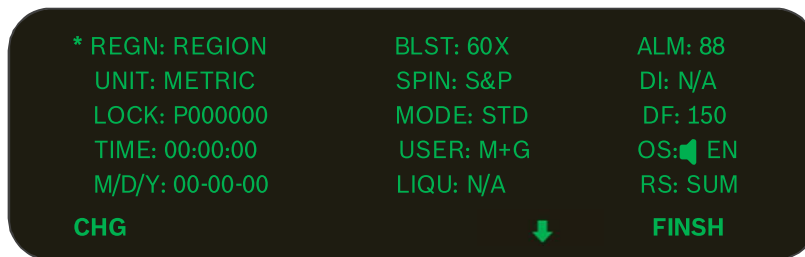 * REGN: REGION BLST: 60X ALM: 88
UNIT: METRIC SPIN: S&P DI: N/A
LOCK: P000000 MODE: STD DF: 150
TIME: 00:00:00 USER: M+G OS: EN
M/D/Y: 00-00-00 LIQU: N/A RS: SUM
CHG FINSH